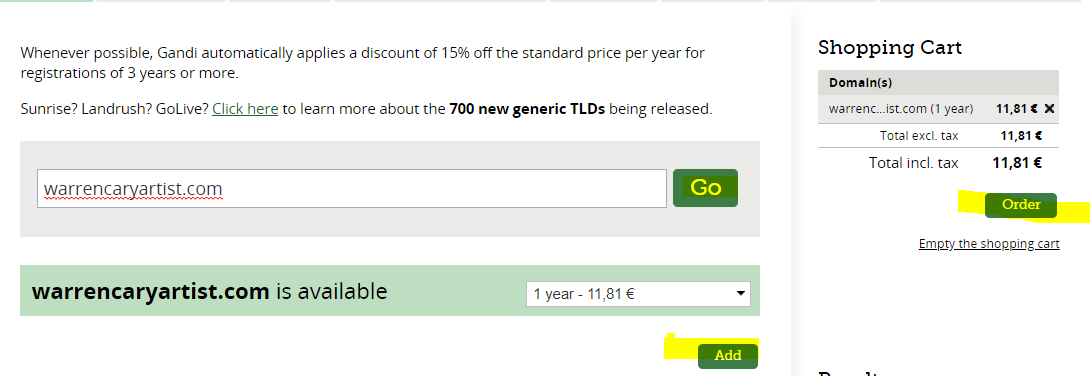 Whenever possible, Gandi automatically applies a discount of 15% off the standard price per year for
registrations of 3 years or more.
Sunrise? Landrush? GoLive? Click here to learn more about the 700 new generic TLDs being released.
warrencaryartist.com
Go
warrencaryartist.com is available
1 year - 11,81 €
Add
Shopping Cart
Domain(s)
warrenc...ist.com (1 year) 11,81 € ✕
Total excl. tax 11,81 €
Total incl. tax 11,81 €
Order
Empty the shopping cart